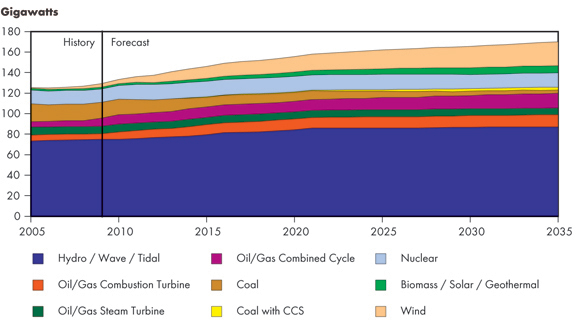 Gigawatts
180
History Forecast
160
140
120
100
80
60
40
20
0
2005 2010 2015 2020 2025 2030 2035
Hydro / Wave / Tidal Oil/Gas Combined Cycle Nuclear
Oil/Gas Combustion Turbine Coal Biomass / Solar / Geothermal
Oil/Gas Steam Turbine Coal with CCS Wind